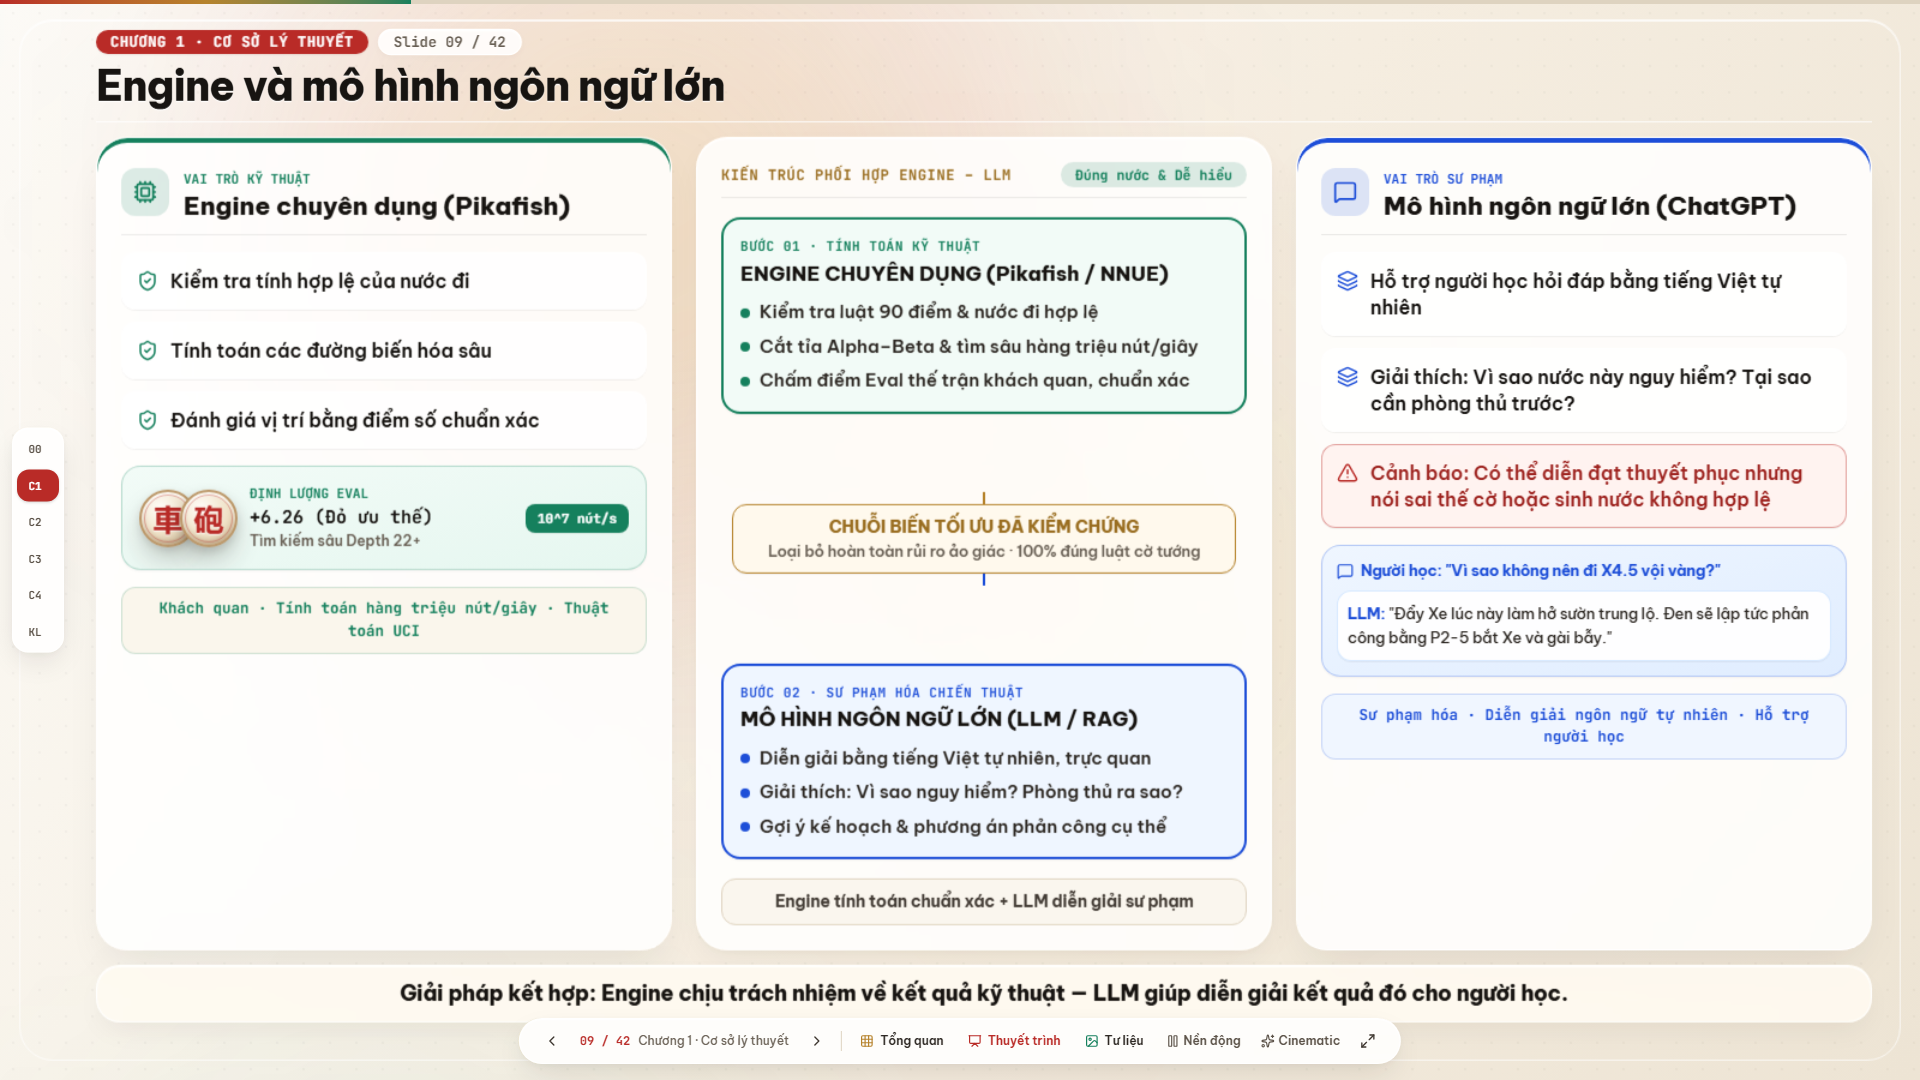 CHƯƠNG 1 · CƠ SỞ LÝ THUYẾT
Slide 09 / 42
Engine và mô hình ngôn ngữ lớn
VAI TRÒ KỸ THUẬT
Engine chuyên dụng (Pikafish)
Kiểm tra tính hợp lệ của nước đi
Tính toán các đường biến hóa sâu
Đánh giá vị trí bằng điểm số chuẩn xác
車 砲
ĐỊNH LƯỢNG EVAL
+6.26 (Đỏ ưu thế)
Tìm kiếm sâu Depth 22+
10^7 nút/s
Khách quan · Tính toán hàng triệu nút/giây · Thuật
toán UCI
KIẾN TRÚC PHỐI HỢP ENGINE – LLM
Đúng nước & Dễ hiểu
BƯỚC 01 · TÍNH TOÁN KỸ THUẬT
ENGINE CHUYÊN DỤNG (Pikafish / NNUE)
Kiểm tra luật 90 điểm & nước đi hợp lệ
Cắt tỉa Alpha–Beta & tìm sâu hàng triệu nút/giây
Chấm điểm Eval thế trận khách quan, chuẩn xác
CHUỖI BIẾN TỐI ƯU ĐÃ KIỂM CHỨNG
Loại bỏ hoàn toàn rủi ro ảo giác · 100% đúng luật cờ tướng
BƯỚC 02 · SƯ PHẠM HÓA CHIẾN THUẬT
MÔ HÌNH NGÔN NGỮ LỚN (LLM / RAG)
Diễn giải bằng tiếng Việt tự nhiên, trực quan
Giải thích: Vì sao nguy hiểm? Phòng thủ ra sao?
Gợi ý kế hoạch & phương án phản công cụ thể
Engine tính toán chuẩn xác + LLM diễn giải sư phạm
VAI TRÒ SƯ PHẠM
Mô hình ngôn ngữ lớn (ChatGPT)
Hỗ trợ người học hỏi đáp bằng tiếng Việt tự
nhiên
Giải thích: Vì sao nước này nguy hiểm? Tại sao
cần phòng thủ trước?
Cảnh báo: Có thể diễn đạt thuyết phục nhưng
nói sai thế cờ hoặc sinh nước không hợp lệ
Người học: "Vì sao không nên đi X4.5 vội vàng?"
LLM: "Đẩy Xe lúc này làm hở sườn trung lộ. Đen sẽ lập tức phản
công bằng P2-5 bắt Xe và gài bẫy."
Sư phạm hóa · Diễn giải ngôn ngữ tự nhiên · Hỗ trợ
người học
00
C1
C2
C3
C4
KL
Giải pháp kết hợp: Engine chịu trách nhiệm về kết quả kỹ thuật — LLM giúp diễn giải kết quả đó cho người học.
09 / 42 Chương 1 · Cơ sở lý thuyết
Tổng quan
Thuyết trình
Tư liệu
Nền động
Cinematic